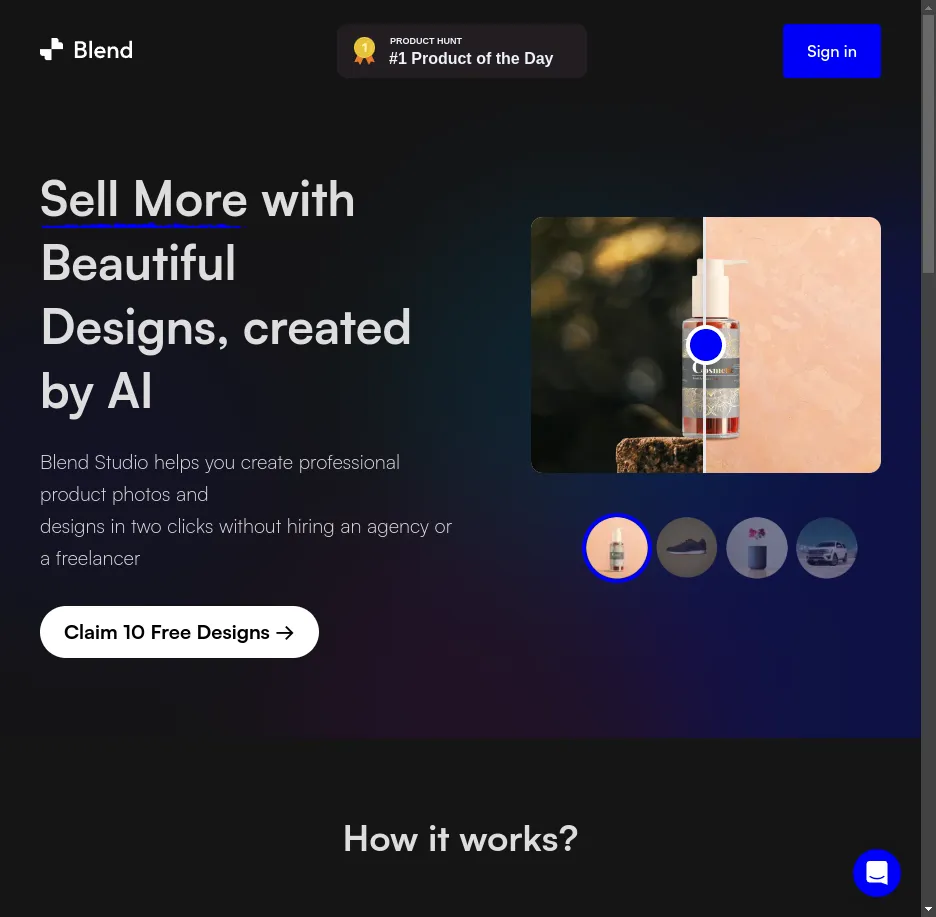 Blend
PRODUCT HUNT
#1 Product of the Day
Sign in
Sell More with
Beautiful
Designs, created
by AI
Blend Studio helps you create professional
product photos and
designs in two clicks without hiring an agency or
a freelancer
Claim 10 Free Designs →
Cosmetic
How it works?